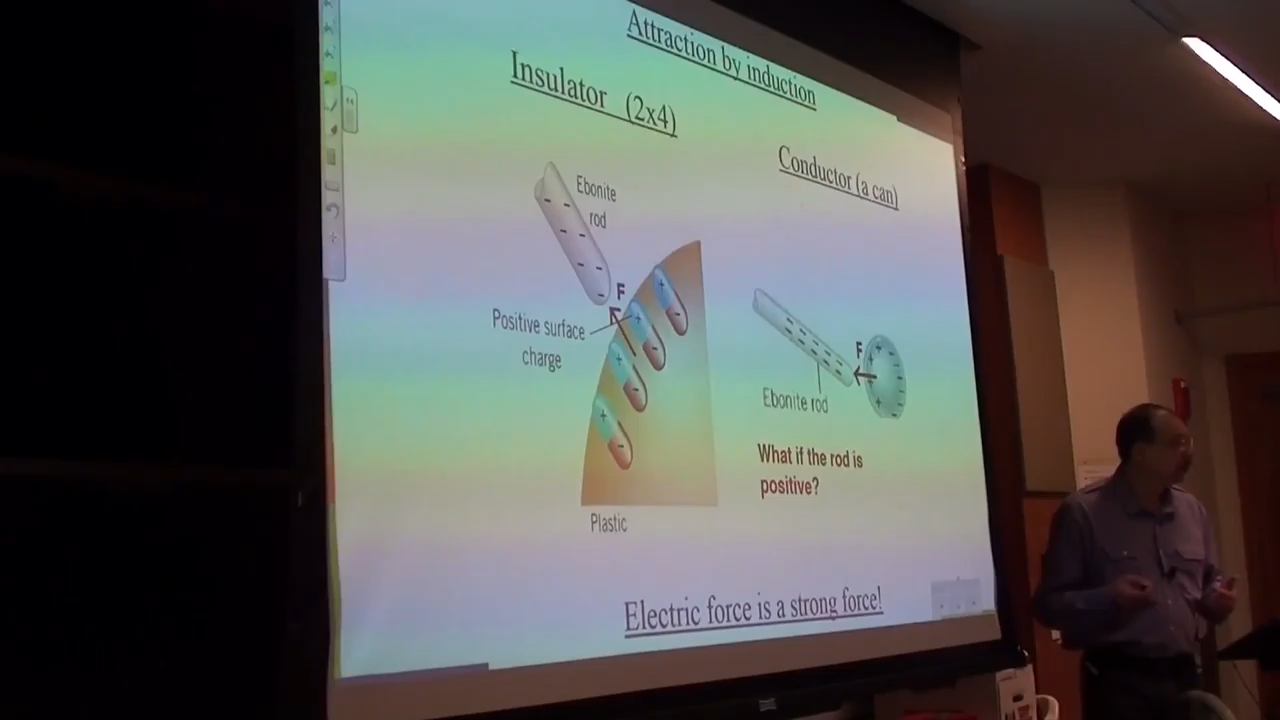 Attraction by induction
Insulator (2x4)
Conductor (a can)
Ebonite
rod
F
Positive surface
charge
Plastic
F
Ebonite rod
What if the rod is
positive?
Electric force is a strong force!